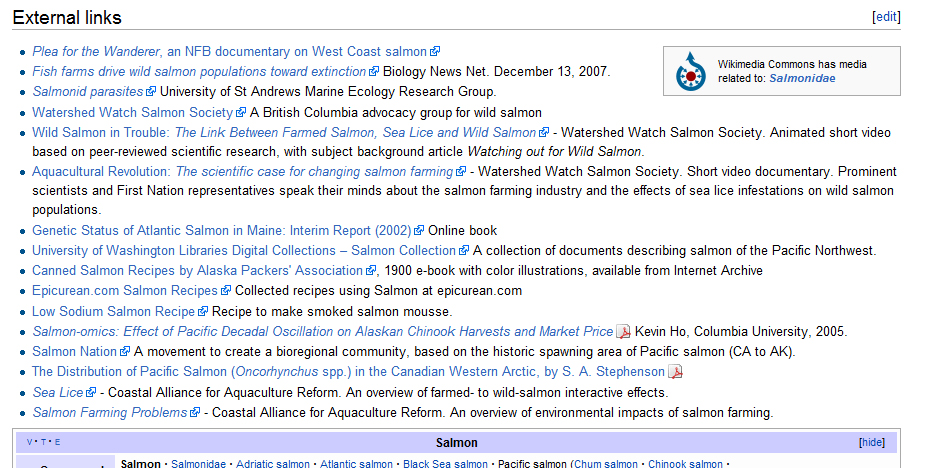 External links
[edit]
Plea for the Wanderer, an NFB documentary on West Coast salmon
Fish farms drive wild salmon populations toward extinction Biology News Net. December 13, 2007.
Salmonid parasites University of St Andrews Marine Ecology Research Group.
Watershed Watch Salmon Society A British Columbia advocacy group for wild salmon
Wikimedia Commons has media
related to: Salmonidae
Wild Salmon in Trouble: The Link Between Farmed Salmon, Sea Lice and Wild Salmon - Watershed Watch Salmon Society. Animated short video
based on peer-reviewed scientific research, with subject background article Watching out for Wild Salmon.
Aquacultural Revolution: The scientific case for changing salmon farming - Watershed Watch Salmon Society. Short video documentary. Prominent
scientists and First Nation representatives speak their minds about the salmon farming industry and the effects of sea lice infestations on wild salmon
populations.
Genetic Status of Atlantic Salmon in Maine: Interim Report (2002) Online book
University of Washington Libraries Digital Collections – Salmon Collection A collection of documents describing salmon of the Pacific Northwest.
Canned Salmon Recipes by Alaska Packers' Association, 1900 e-book with color illustrations, available from Internet Archive
Epicurean.com Salmon Recipes Collected recipes using Salmon at epicurean.com
Low Sodium Salmon Recipe Recipe to make smoked salmon mousse.
Salmon-omics: Effect of Pacific Decadal Oscillation on Alaskan Chinook Harvests and Market Price Kevin Ho, Columbia University, 2005.
Salmon Nation A movement to create a bioregional community, based on the historic spawning area of Pacific salmon (CA to AK).
The Distribution of Pacific Salmon (Oncorhynchus spp.) in the Canadian Western Arctic, by S. A. Stephenson
Sea Lice - Coastal Alliance for Aquaculture Reform. An overview of farmed- to wild-salmon interactive effects.
Salmon Farming Problems - Coastal Alliance for Aquaculture Reform. An overview of environmental impacts of salmon farming.
V · T · E
Salmon
[hide]
Salmon · Salmonidae · Adriatic salmon · Atlantic salmon · Black Sea salmon · Pacific salmon (Chum salmon · Chinook salmon ·